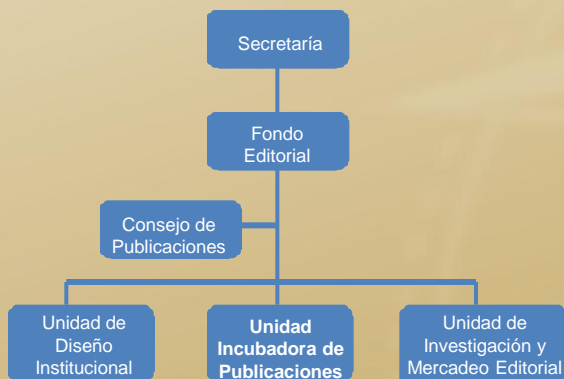 Secretaría
Fondo
Editorial
Consejo de
Publicaciones
Unidad de
Diseño
Institucional
Unidad
Incubadora de
Publicaciones
Unidad de
Investigación y
Mercadeo Editorial